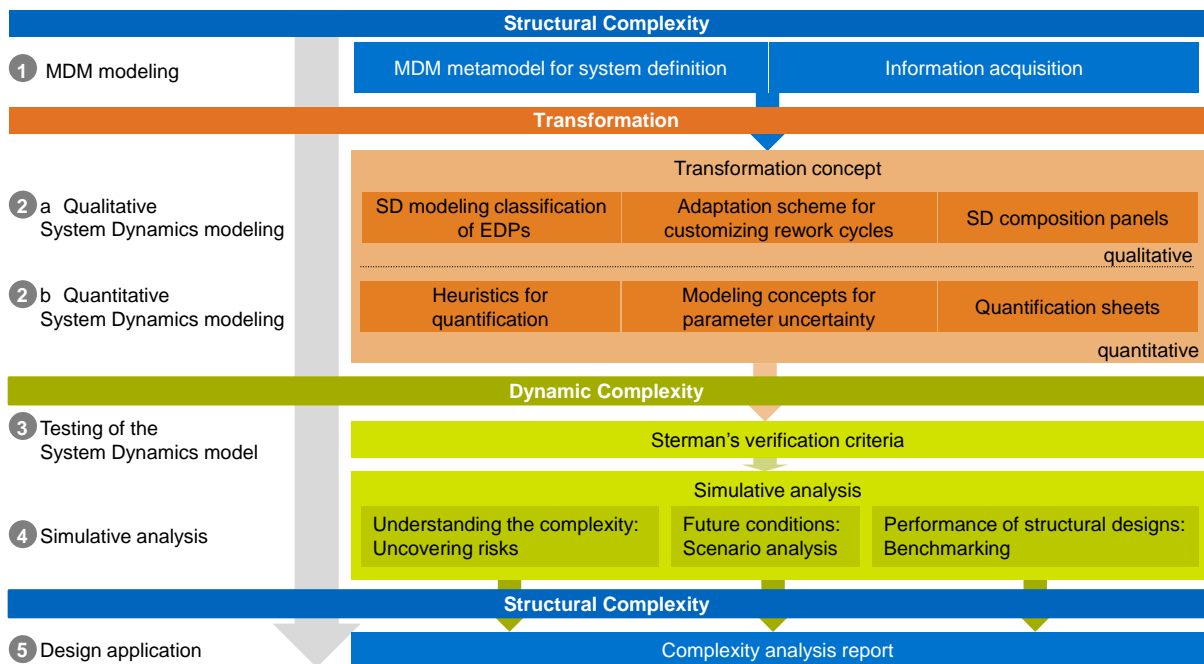 Structural Complexity
1 MDM modeling
MDM metamodel for system definition
Information acquisition
Transformation
Transformation concept
2 a Qualitative
System Dynamics modeling
SD modeling classification
of EDPs
Adaptation scheme for
customizing rework cycles
SD composition panels
qualitative
2 b Quantitative
System Dynamics modeling
Heuristics for
quantification
Modeling concepts for
parameter uncertainty
Quantification sheets
quantitative
Dynamic Complexity
3 Testing of the
System Dynamics model
Sterman's verification criteria
Simulative analysis
4 Simulative analysis
Understanding the complexity:
Uncovering risks
Future conditions:
Scenario analysis
Performance of structural designs:
Benchmarking
Structural Complexity
5 Design application
Complexity analysis report